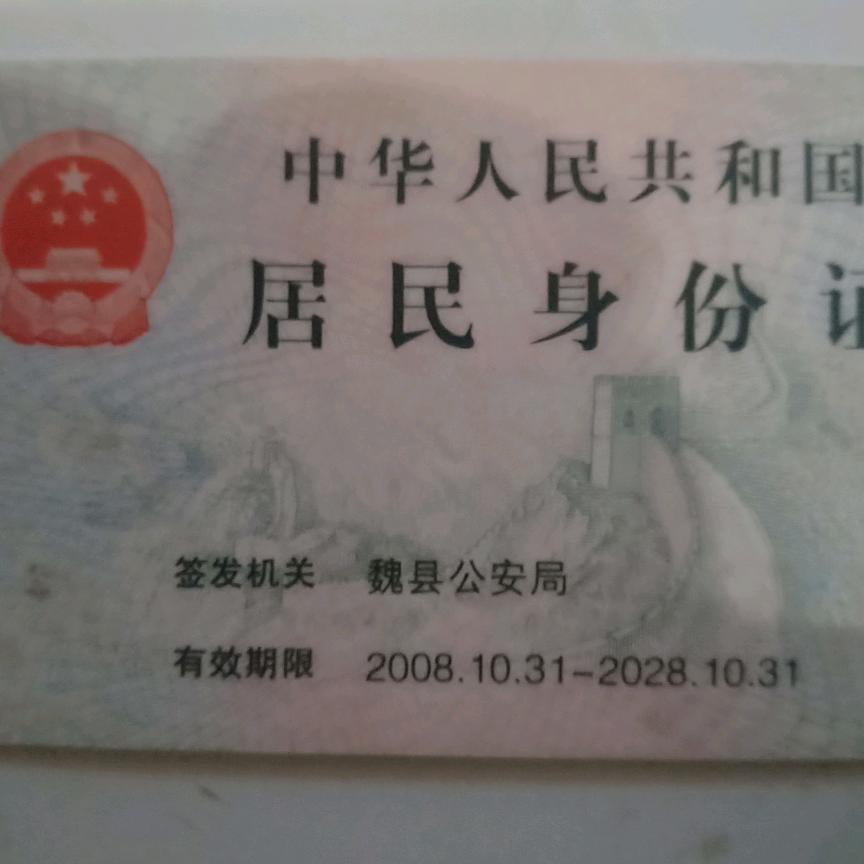 中华人民共和国
居民身份证
签发机关 魏县公安局
有效期限 2008.10.31-2028.10.31